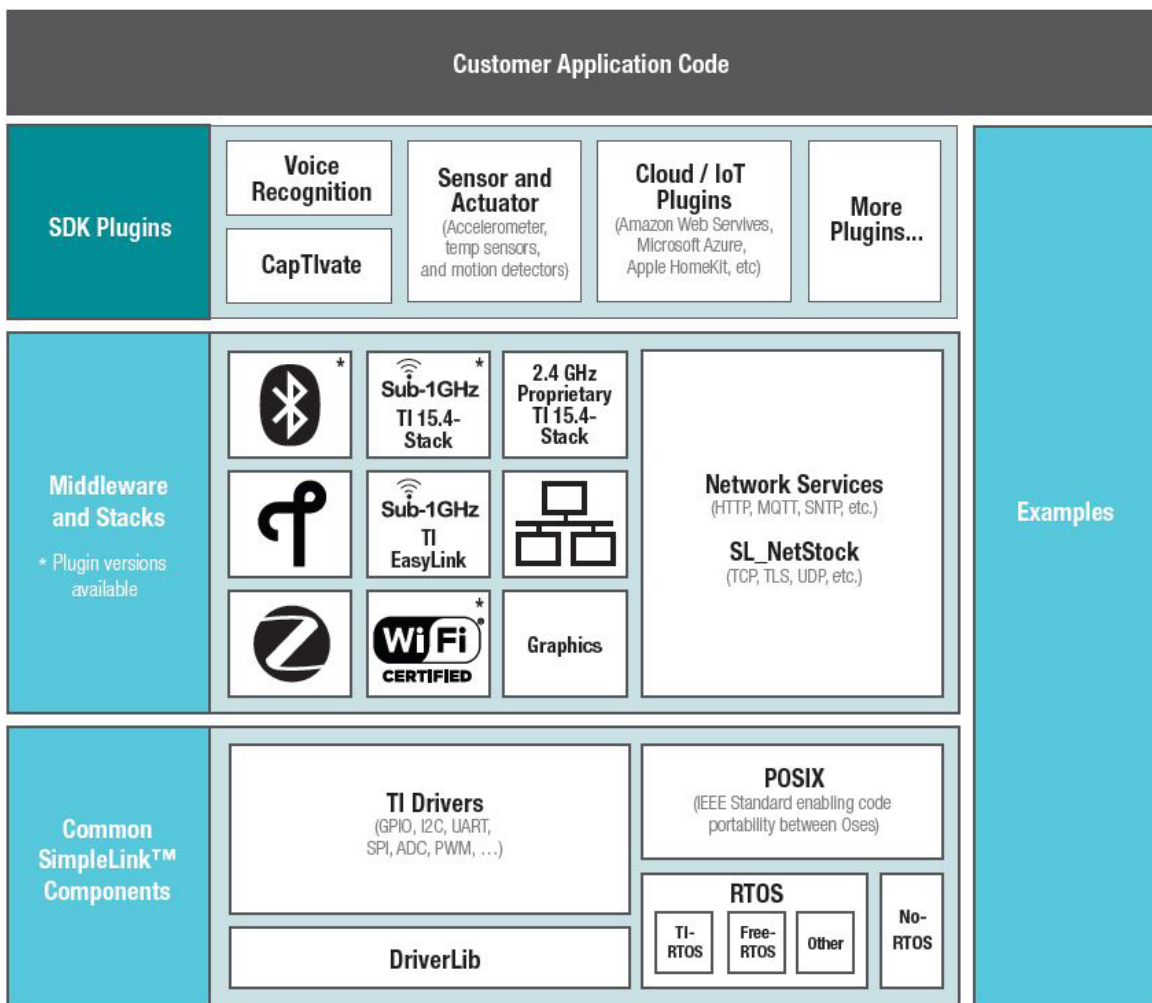 Customer Application Code
SDK Plugins
Voice
Recognition
CapTIvate
Sensor and
Actuator
(Accelerometer,
temp sensors,
and motion detectors)
Cloud / IoT
Plugins
(Amazon Web Servives,
Microsoft Azure,
Apple HomeKit, etc)
More
Plugins...
Examples
Middleware
and Stacks
* Plugin versions
available
*
Sub-1GHz
*
TI 15.4-
Stack
2.4 GHz
Proprietary
TI 15.4-
Stack
Sub-1GHz
TI
EasyLink
Z
*
Wi Fi®
CERTIFIED
Graphics
Network Services
(HTTP, MQTT, SNTP, etc.)
SL_NetStock
(TCP, TLS, UDP, etc.)
Common
SimpleLink™
Components
TI Drivers
(GPIO, I2C, UART,
SPI, ADC, PWM, …)
DriverLib
POSIX
(IEEE Standard enabling code
portability between Oses)
RTOS
TI-
RTOS
Free-
RTOS
Other
No-
RTOS